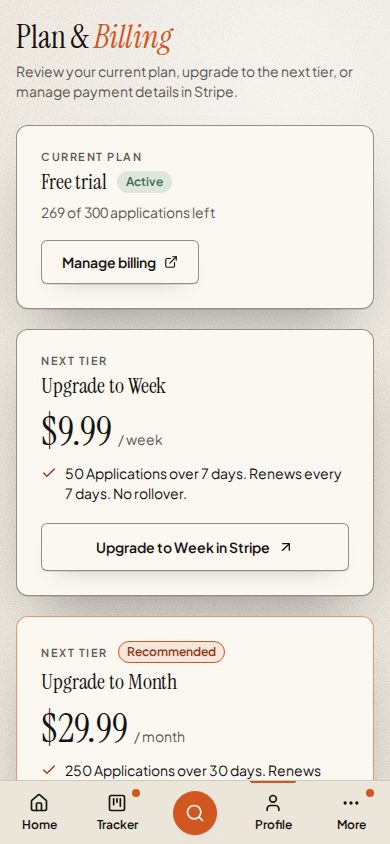 Plan & Billing
Review your current plan, upgrade to the next tier, or
manage payment details in Stripe.
CURRENT PLAN
Free trial Active
269 of 300 applications left
Manage billing
NEXT TIER
Upgrade to Week
$9.99 / week
50 Applications over 7 days. Renews every
7 days. No rollover.
Upgrade to Week in Stripe
NEXT TIER Recommended
Upgrade to Month
$29.99 / month
250 Applications over 30 days. Renews
Home Tracker Profile More